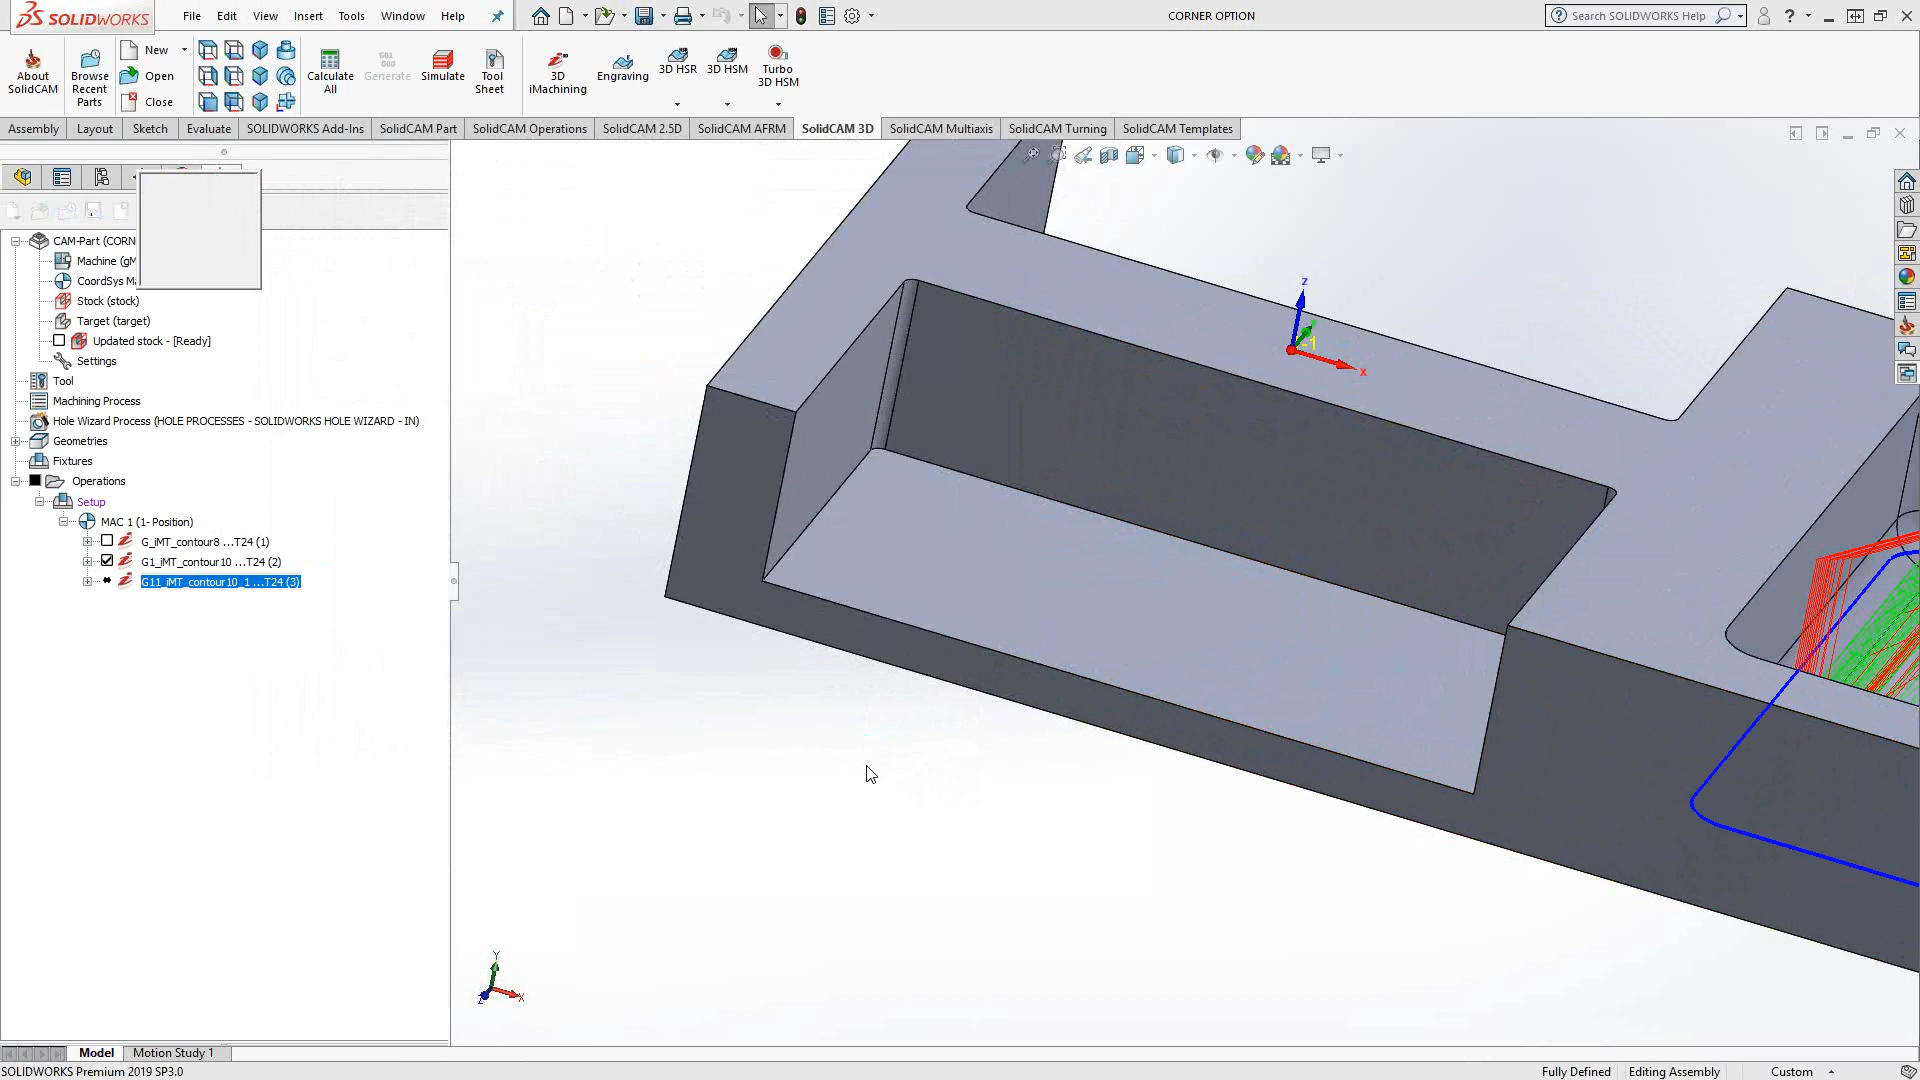 SOLIDWORKS
File Edit View Insert Tools Window Help
CORNER OPTION
Search SOLIDWORKS Help
About SolidCAM
Browse Recent Parts
New
Open
Close
Calculate All
Generate
Simulate
Tool Sheet
3D iMachining
Engraving
3D HSR
3D HSM
Turbo 3D HSM
Assembly Layout Sketch Evaluate SOLIDWORKS Add-Ins SolidCAM Part SolidCAM Operations SolidCAM 2.5D SolidCAM AFRM SolidCAM 3D SolidCAM Multiaxis SolidCAM Turning SolidCAM Templates
CAM-Part (CORN
Machine (gM
CoordSys M
Stock (stock)
Target (target)
Updated stock - [Ready]
Settings
Tool
Machining Process
Hole Wizard Process (HOLE PROCESSES - SOLIDWORKS HOLE WIZARD - IN)
Geometries
Fixtures
Operations
Setup
MAC 1 (1- Position)
G_iMT_contour8 ...T24 (1)
G1_iMT_contour10 ...T24 (2)
G11_iMT_contour10_1 ...T24 (3)
z
1
x
Y
Z
X
Model Motion Study 1
SOLIDWORKS Premium 2019 SP3.0
Fully Defined Editing Assembly Custom